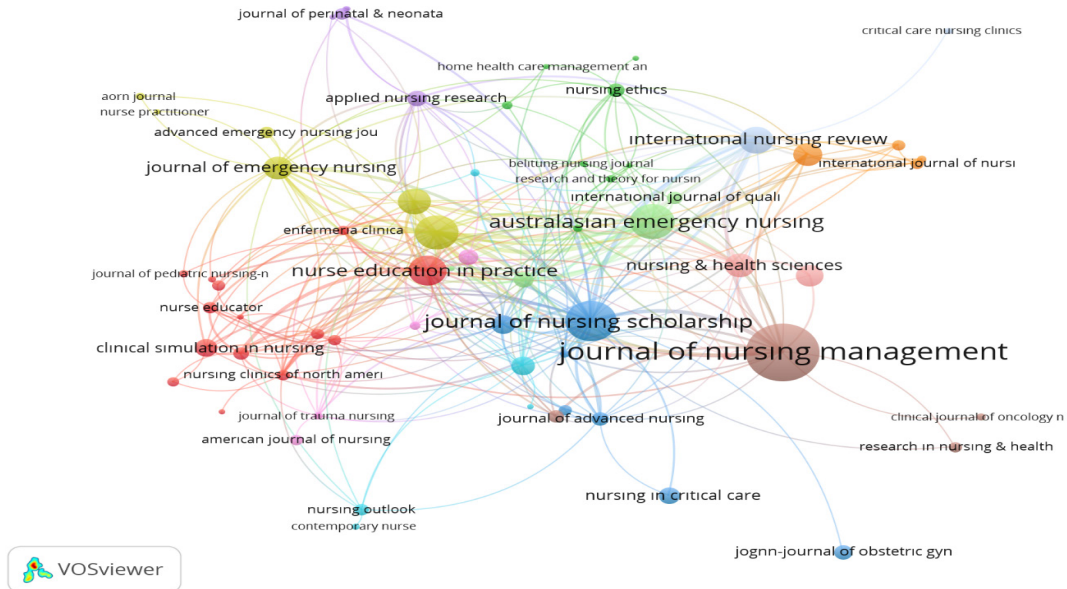 journal of perinatal & neonata
critical care nursing clinics
home health care management an
nursing ethics
aorn journal
applied nursing research
nurse practitioner
advanced emergency nursing jou
international nursing review
journal of emergency nursing
belitung nursing journal
international journal of nursi
research and theory for nursin
international journal of quali
australasian emergency nursing
enfermeria clinica
journal of pediatric nursing-n
nurse education in practice
nursing & health sciences
nurse educator
journal of nursing scholarship
clinical simulation in nursing
journal of nursing management
nursing clinics of north ameri
journal of trauma nursing
journal of advanced nursing
clinical journal of oncology n
american journal of nursing
research in nursing & health
nursing in critical care
nursing outlook
contemporary nurse
jognn-journal of obstetric gyn
VOSviewer